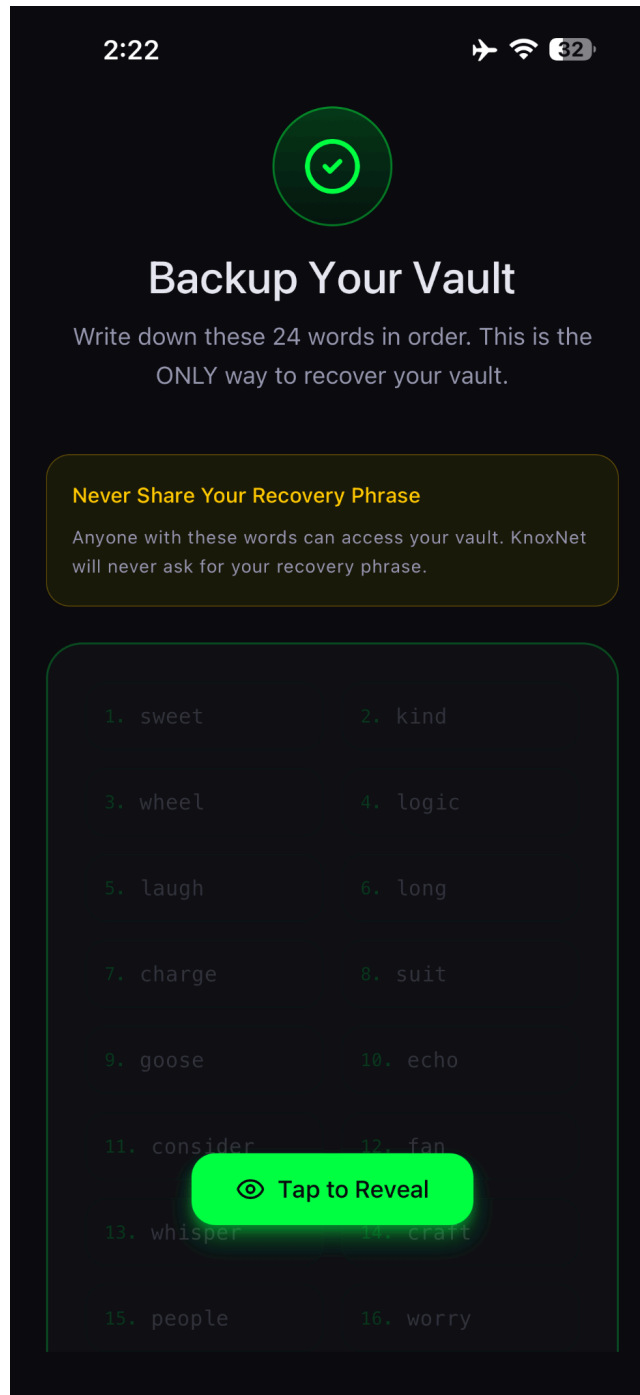 2:22
32
Backup Your Vault
Write down these 24 words in order. This is the
ONLY way to recover your vault.
Never Share Your Recovery Phrase
Anyone with these words can access your vault. KnoxNet
will never ask for your recovery phrase.
1. sweet 2. kind
3. wheel 4. logic
5. laugh 6. long
7. charge 8. suit
9. goose 10. echo
11. consider 12. fan
Tap to Reveal
13. whisper 14. craft
15. people 16. worry